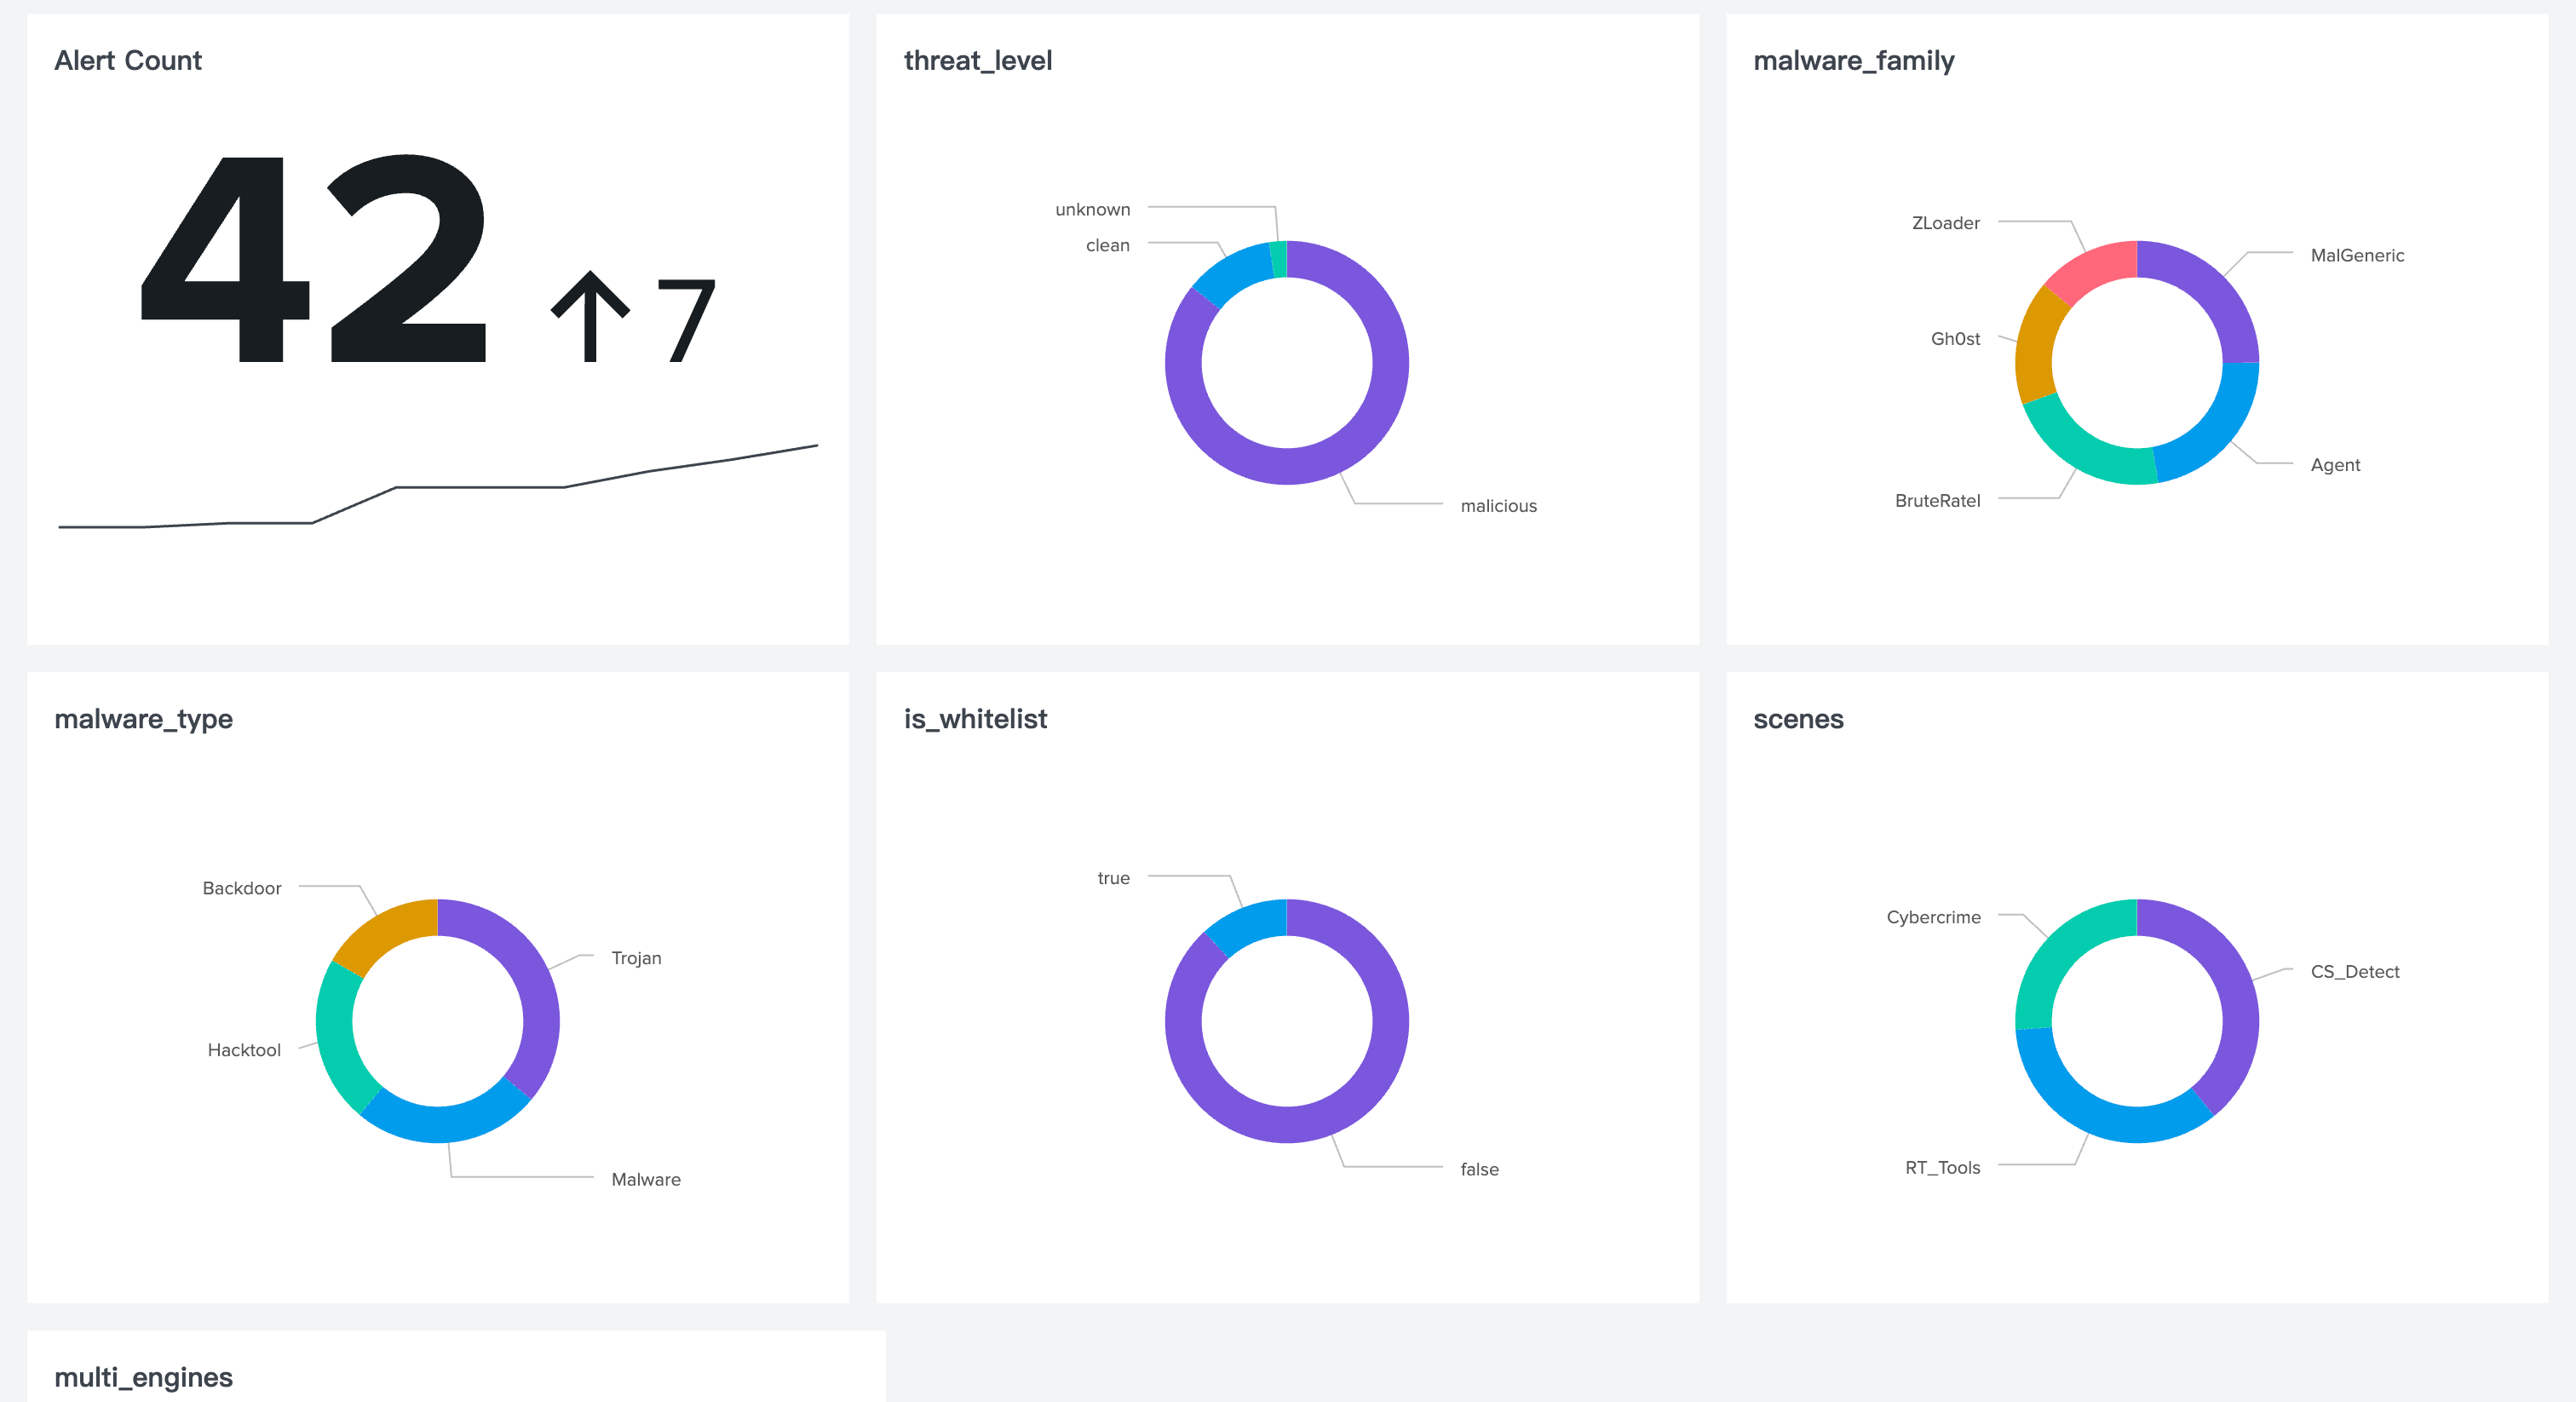 Alert Count
42 ↑ 7
threat_level
unknown
clean
malicious
malware_family
ZLoader
MalGeneric
Gh0st
Agent
BruteRatel
malware_type
Backdoor
Trojan
Hacktool
Malware
is_whitelist
true
false
scenes
Cybercrime
CS_Detect
RT_Tools
multi_engines